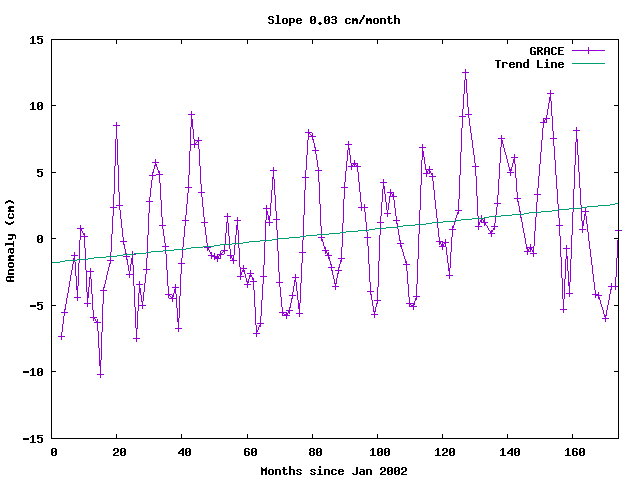 Slope 0.03 cm/month
GRACE
Trend Line
15
10
5
0
-5
-10
-15
Anomaly (cm)
0 20 40 60 80 100 120 140 160
Months since Jan 2002